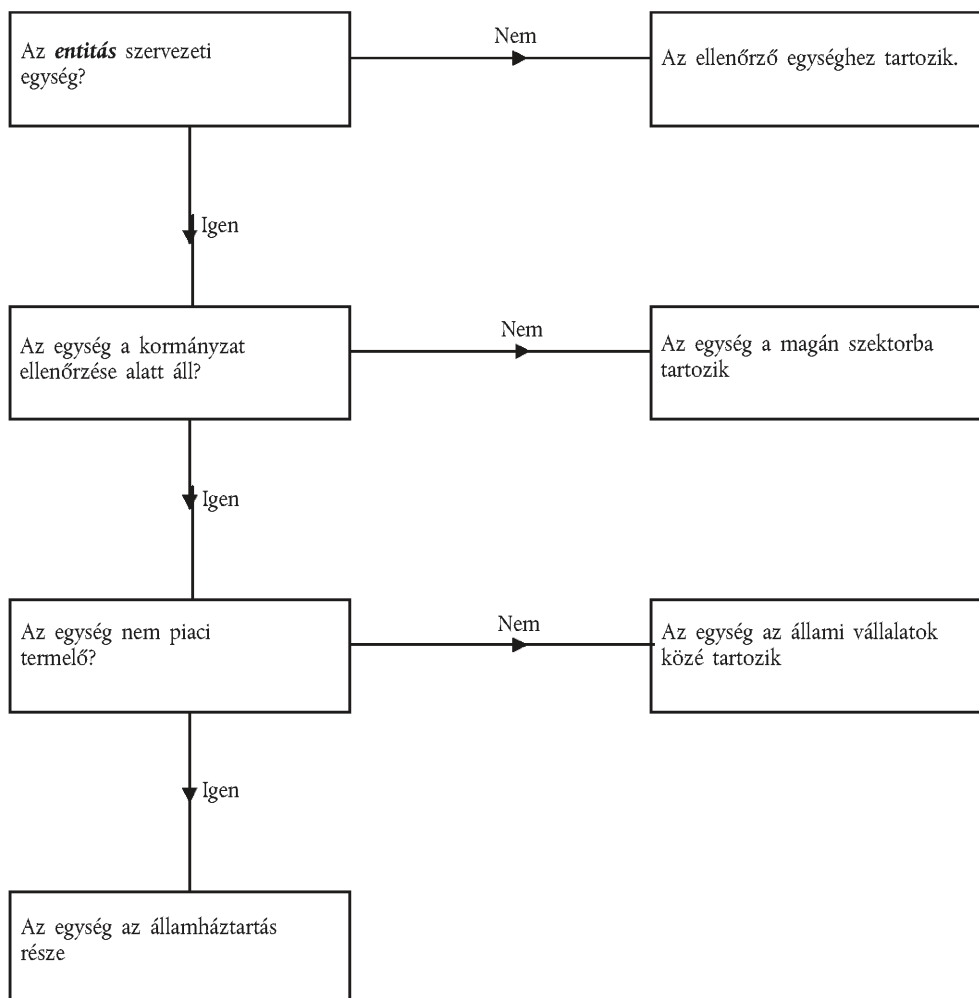 Az entitás szervezeti
egység?
Nem
Az ellenőrző egységhez tartozik.
Igen
Az egység a kormányzat
ellenőrzése alatt áll?
Nem
Az egység a magán szektorba
tartozik
Igen
Az egység nem piaci
termelő?
Nem
Az egység az állami vállalatok
közé tartozik
Igen
Az egység az államháztartás
része